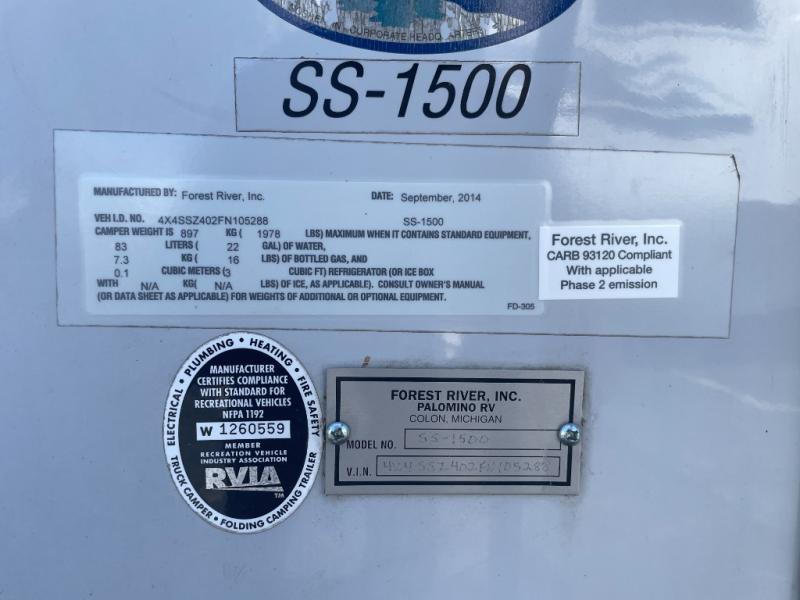 CORPORATE HEADQUARTERS
SS-1500
MANUFACTURED BY: Forest River, Inc. DATE: September, 2014
VEH I.D. NO. 4X4SSZ402FN105288 SS-1500
CAMPER WEIGHT IS 897 KG ( 1978 LBS) MAXIMUM WHEN IT CONTAINS STANDARD EQUIPMENT,
83 LITERS ( 22 GAL) OF WATER,
7.3 KG ( 16 LBS) OF BOTTLED GAS, AND
0.1 CUBIC METERS (3 CUBIC FT) REFRIGERATOR (OR ICE BOX
WITH N/A KG( N/A LBS) OF ICE, AS APPLICABLE). CONSULT OWNER'S MANUAL
(OR DATA SHEET AS APPLICABLE) FOR WEIGHTS OF ADDITIONAL OR OPTIONAL EQUIPMENT.
FD-305
Forest River, Inc.
CARB 93120 Compliant
With applicable
Phase 2 emission
ELECTRICAL • PLUMBING • HEATING • FIRE SAFETY
MANUFACTURER
CERTIFIES COMPLIANCE
WITH STANDARD FOR
RECREATIONAL VEHICLES
NFPA 1192
W 1260559
MEMBER
RECREATION VEHICLE
INDUSTRY ASSOCIATION
RVIA
TM
TRUCK CAMPER • FOLDING CAMPING TRAILER
FOREST RIVER, INC.
PALOMINO RV
COLON, MICHIGAN
MODEL NO. SS-1500
V.I.N. 4X4SSZ402FN105288